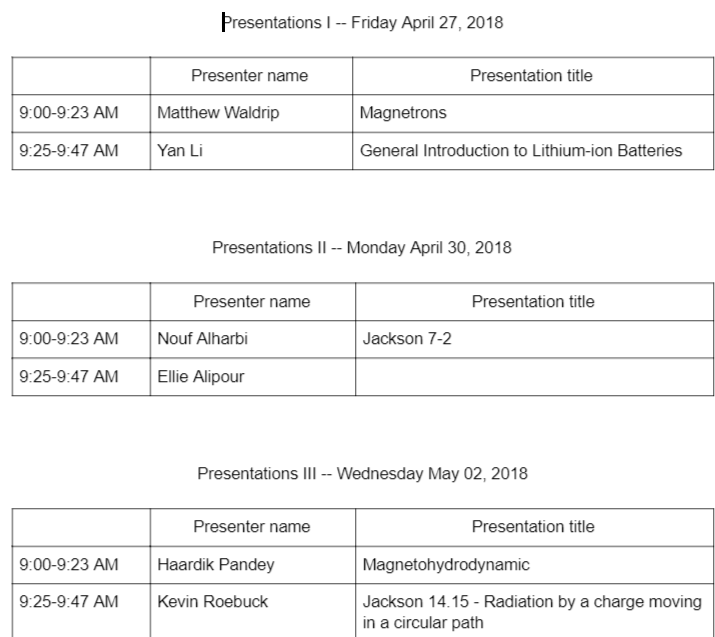 Presentations I -- Friday April 27, 2018
Presenter name Presentation title
9:00-9:23 AM Matthew Waldrip Magnetrons
9:25-9:47 AM Yan Li General Introduction to Lithium-ion Batteries
Presentations II -- Monday April 30, 2018
Presenter name Presentation title
9:00-9:23 AM Nouf Alharbi Jackson 7-2
9:25-9:47 AM Ellie Alipour
Presentations III -- Wednesday May 02, 2018
Presenter name Presentation title
9:00-9:23 AM Haardik Pandey Magnetohydrodynamic
9:25-9:47 AM Kevin Roebuck Jackson 14.15 - Radiation by a charge moving
in a circular path